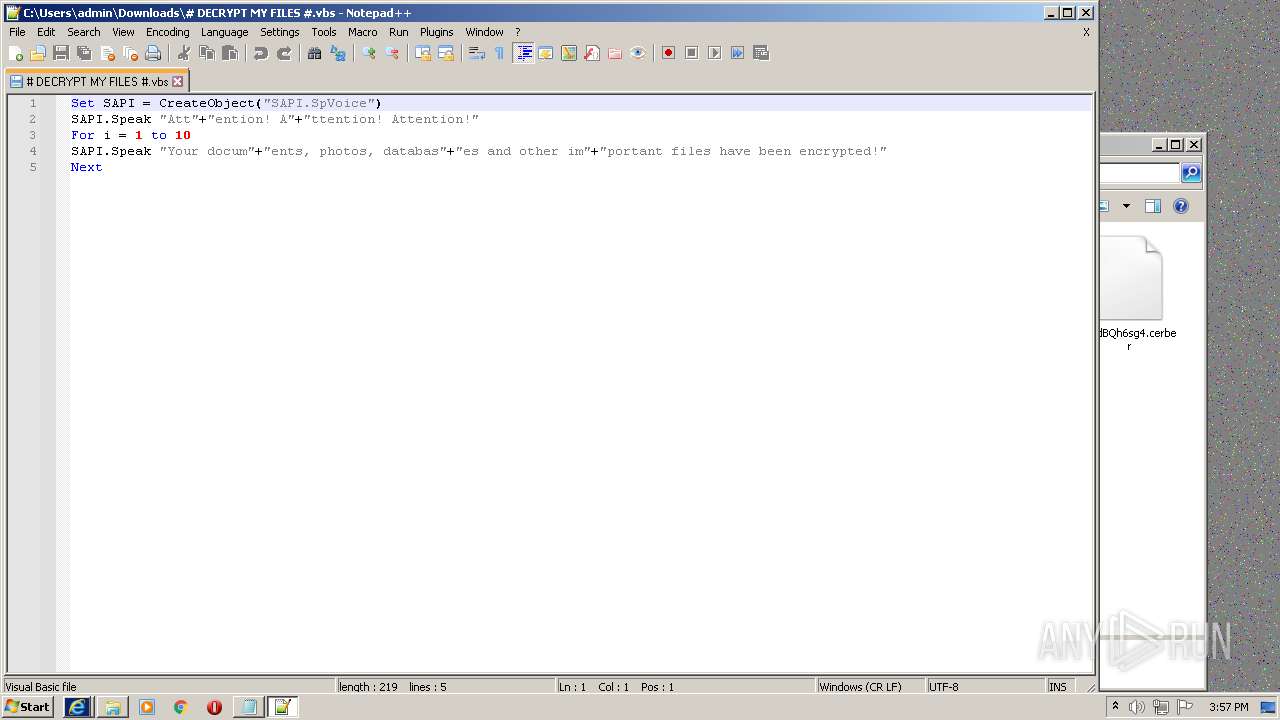 C:\Users\admin\Downloads\# DECRYPT MY FILES #.vbs - Notepad++
File Edit Search View Encoding Language Settings Tools Macro Run Plugins Window ? X
# DECRYPT MY FILES #.vbs
1 Set SAPI = CreateObject("SAPI.SpVoice")
2 SAPI.Speak "Att"+"ention! A"+"ttention! Attention!"
3 For i = 1 to 10
4 SAPI.Speak "Your docum"+"ents, photos, databas"+"es other im"+"portant files have been encrypted!"
5 Next
dBQh6sg4.cerbe
r
ANY RUN
Visual Basic file length : 219 lines : 5 Ln : 1 Col : 1 Pos : 1 Windows (CR LF) UTF-8 INS
Start 3:57 PM